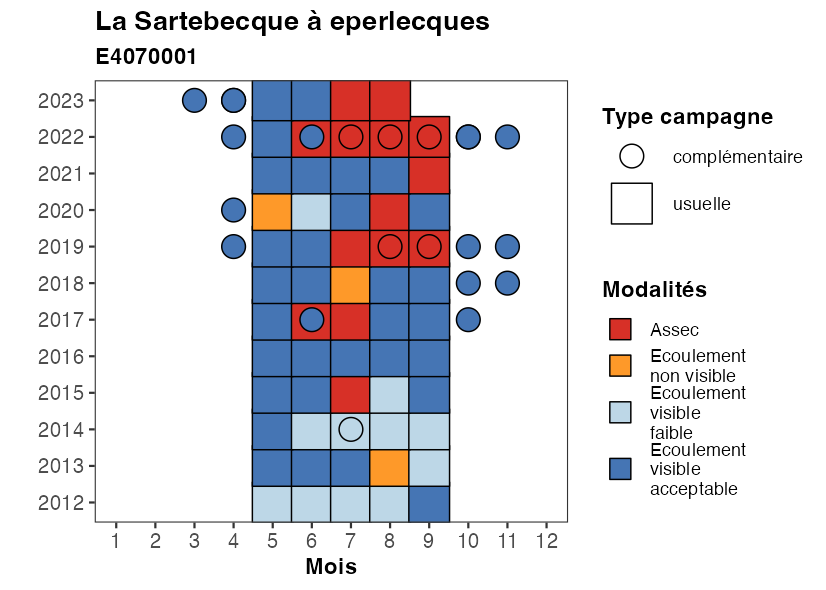 La Sartebecque à eperlecques
E4070001
2023
2022
2021
2020
2019
2018
2017
2016
2015
2014
2013
2012
1 2 3 4 5 6 7 8 9 10 11 12
Mois
Type campagne
complémentaire
usuelle
Modalités
Assec
Ecoulement
non visible
Ecoulement
visible
faible
Ecoulement
visible
acceptable